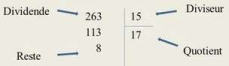 Dividende
Diviseur
263 15
113 17
8
Reste
Quotient